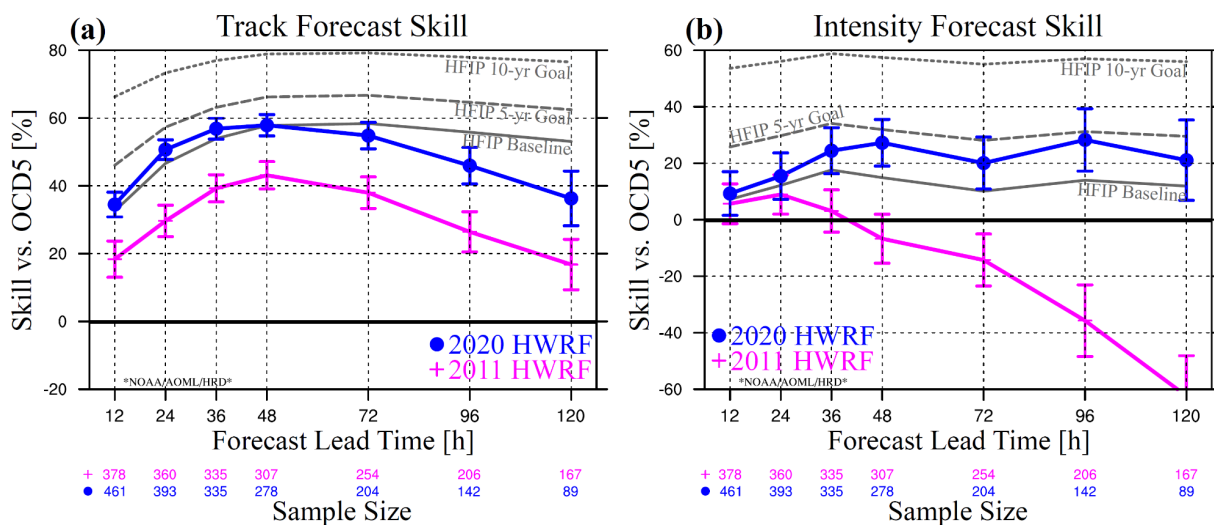 (a) Track Forecast Skill
Skill vs. OCD5 [%]
80
60
40
20
0
-20
HFIP 10-yr Goal
HFIP 5-yr Goal
HFIP Baseline
2020 HWRF
2011 HWRF
*NOAA/AOML/HRD*
12 24 36 48 72 96 120
Forecast Lead Time [h]
+ 378 360 335 307 254 206 167
● 461 393 335 278 204 142 89
Sample Size
(b) Intensity Forecast Skill
Skill vs. OCD5 [%]
60
40
20
0
-20
-40
-60
HFIP 10-yr Goal
HFIP 5-yr Goal
HFIP Baseline
2020 HWRF
2011 HWRF
*NOAA/AOML/HRD*
12 24 36 48 72 96 120
Forecast Lead Time [h]
+ 378 360 335 307 254 206 167
● 461 393 335 278 204 142 89
Sample Size